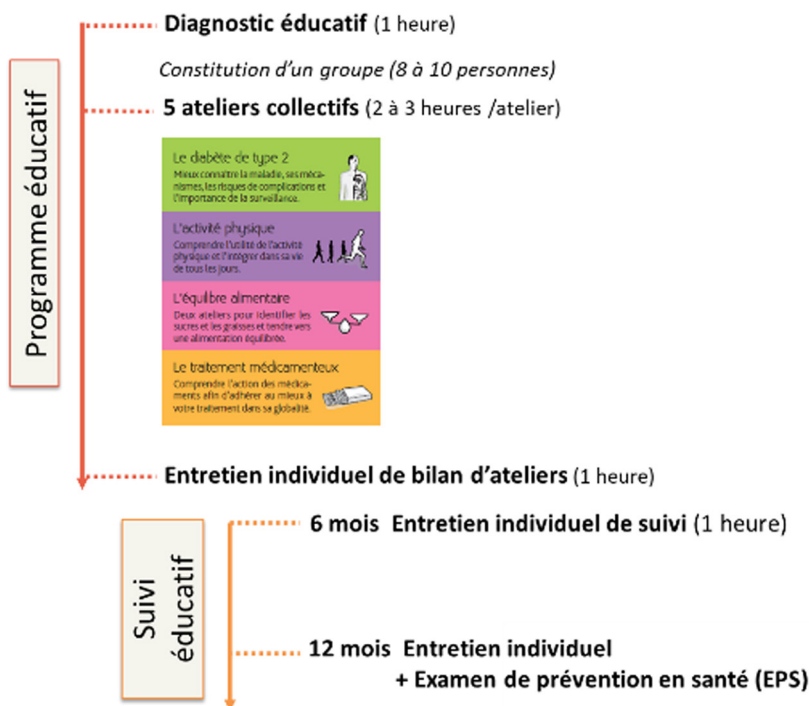 Programme éducatif
Diagnostic éducatif (1 heure)
Constitution d'un groupe (8 à 10 personnes)
5 ateliers collectifs (2 à 3 heures /atelier)
Le diabète de type 2
Mieux connaître la maladie, ses méca-
nismes, les risques de complications et
l'importance de la surveillance.
L'activité physique
Comprendre l'utilité de l'activité
physique et l'intégrer dans sa vie
de tous les jours.
L'équilibre alimentaire
Deux ateliers pour identifier les
sucres et les graisses et tendre vers
une alimentation équilibrée.
Le traitement médicamenteux
Comprendre l'action des médica-
ments afin d'adhérer au mieux à
votre traitement dans sa globalité.
Entretien individuel de bilan d'ateliers (1 heure)
Suivi
éducatif
6 mois Entretien individuel de suivi (1 heure)
12 mois Entretien individuel
+ Examen de prévention en santé (EPS)